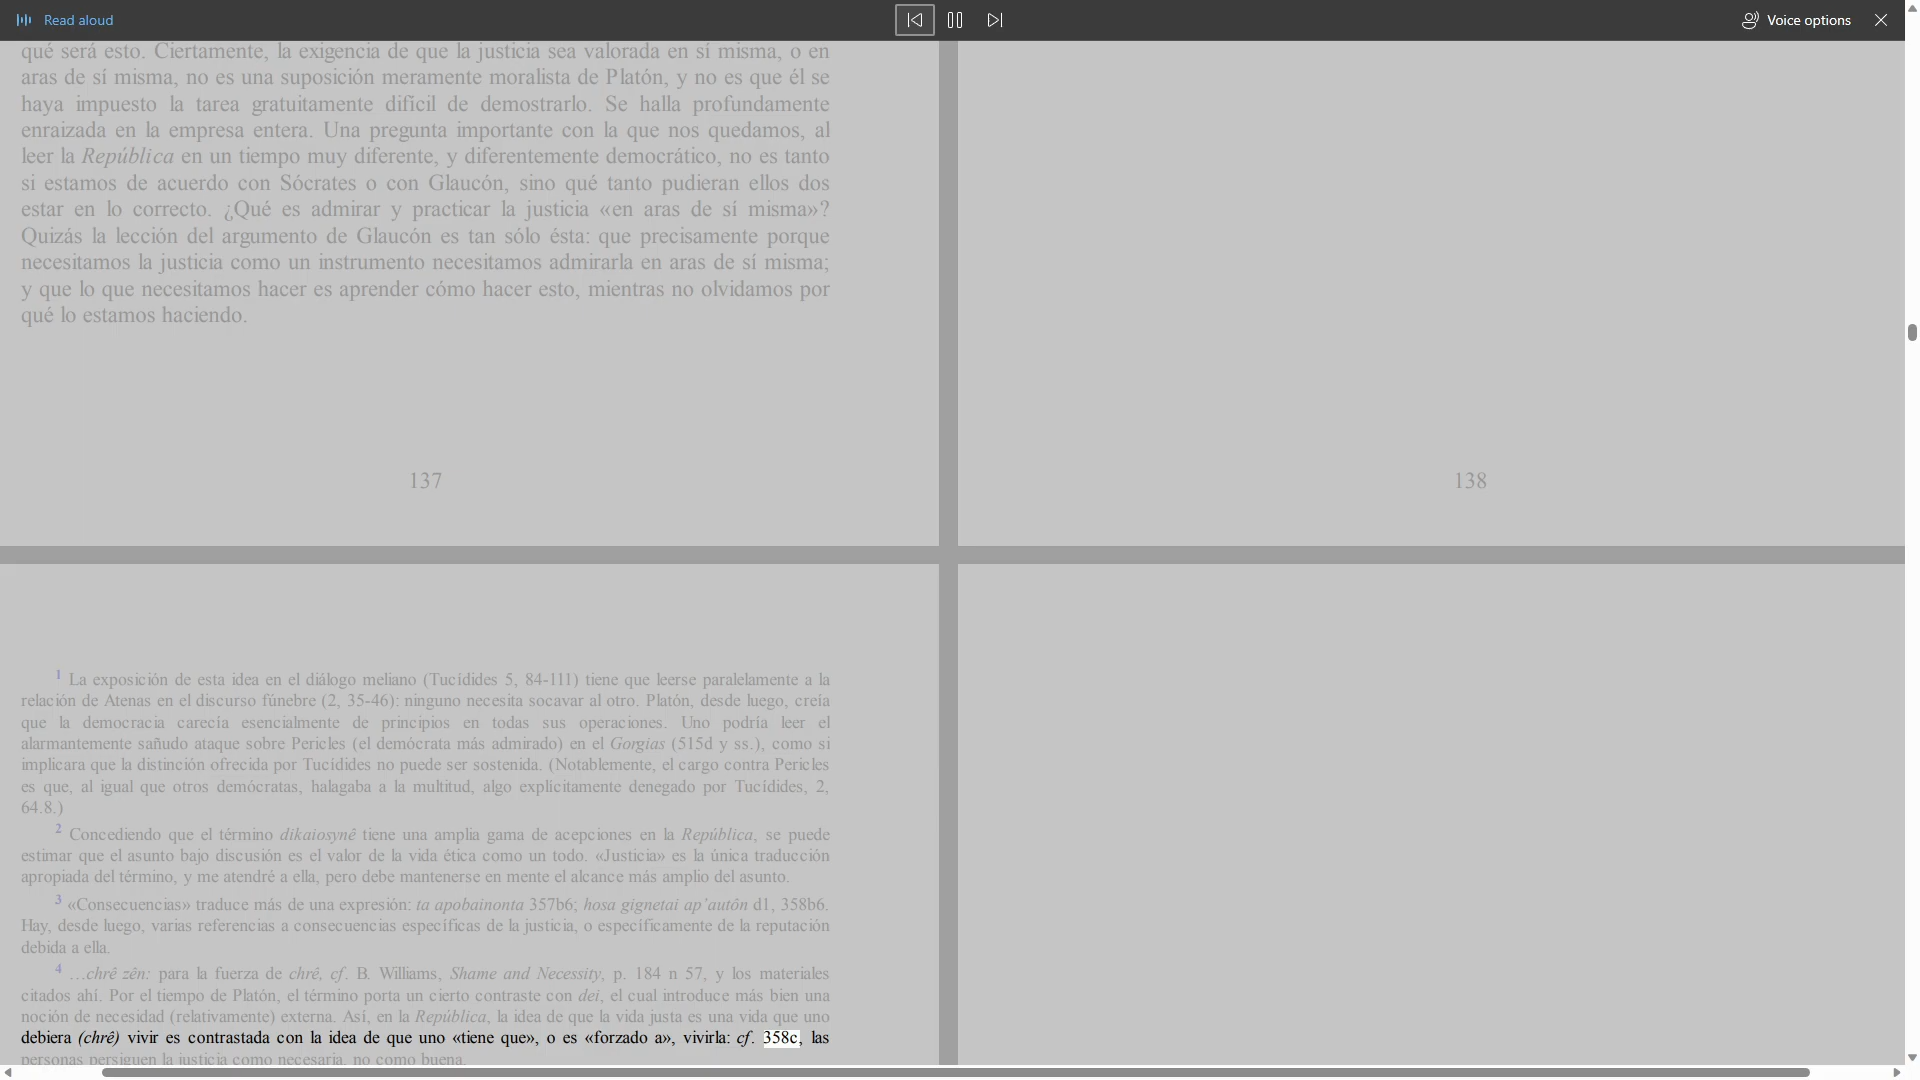 Read aloud
Voice options
qué será esto. Ciertamente, la exigencia de que la justicia sea valorada en sí misma, o en
aras de sí misma, no es una suposición meramente moralista de Platón, y no es que él se
haya impuesto la tarea gratuitamente difícil de demostrarlo. Se halla profundamente
enraizada en la empresa entera. Una pregunta importante con la que nos quedamos, al
leer la República en un tiempo muy diferente, y diferentemente democrático, no es tanto
si estamos de acuerdo con Sócrates o con Glaucón, sino qué tanto pudieran ellos dos
estar en lo correcto. ¿Qué es admirar y practicar la justicia «en aras de sí misma»?
Quizás la lección del argumento de Glaucón es tan sólo ésta: que precisamente porque
necesitamos la justicia como un instrumento necesitamos admirarla en aras de sí misma;
y que lo que necesitamos hacer es aprender cómo hacer esto, mientras no olvidamos por
qué lo estamos haciendo.
137
138
1 La exposición de esta idea en el diálogo meliano (Tucídides 5, 84-111) tiene que leerse paralelamente a la
relación de Atenas en el discurso fúnebre (2, 35-46): ninguno necesita socavar al otro. Platón, desde luego, creía
que la democracia carecía esencialmente de principios en todas sus operaciones. Uno podría leer el
alarmantemente sañudo ataque sobre Pericles (el demócrata más admirado) en el Gorgias (515d y ss.), como si
implicara que la distinción ofrecida por Tucídides no puede ser sostenida. (Notablemente, el cargo contra Pericles
es que, al igual que otros demócratas, halagaba a la multitud, algo explícitamente denegado por Tucídides, 2,
64.8.)
2 Concediendo que el término dikaiosynê tiene una amplia gama de acepciones en la República, se puede
estimar que el asunto bajo discusión es el valor de la vida ética como un todo. «Justicia» es la única traducción
apropiada del término, y me atendré a ella, pero debe mantenerse en mente el alcance más amplio del asunto.
3 «Consecuencias» traduce más de una expresión: ta apobainonta 357b6; hosa gignetai ap'autôn d1, 358b6.
Hay, desde luego, varias referencias a consecuencias específicas de la justicia, o específicamente de la reputación
debida a ella.
4 …chrê zên: para la fuerza de chrê, cf. B. Williams, Shame and Necessity, p. 184 n 57, y los materiales
citados ahí. Por el tiempo de Platón, el término porta un cierto contraste con dei, el cual introduce más bien una
noción de necesidad (relativamente) externa. Así, en la República, la idea de que la vida justa es una vida que uno
debiera (chrê) vivir es contrastada con la idea de que uno «tiene que», o es «forzado a», vivirla: cf. 358c, las
personas persiguen la justicia como necesaria, no como buena.